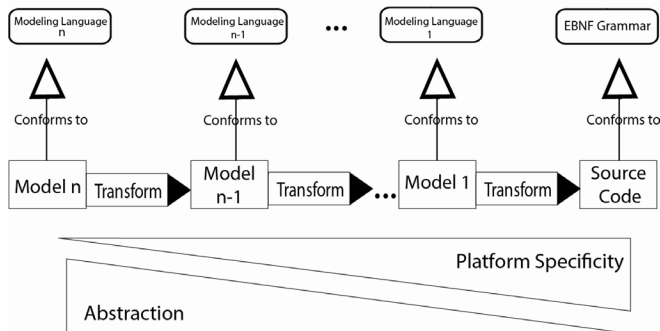 Modeling Language
n
Modeling Language
n-1
...
Modeling Language
1
EBNF Grammar
Conforms to
Conforms to
Conforms to
Conforms to
Model n
Transform
Model
n-1
Transform
...
Model 1
Transform
Source
Code
Platform Specificity
Abstraction